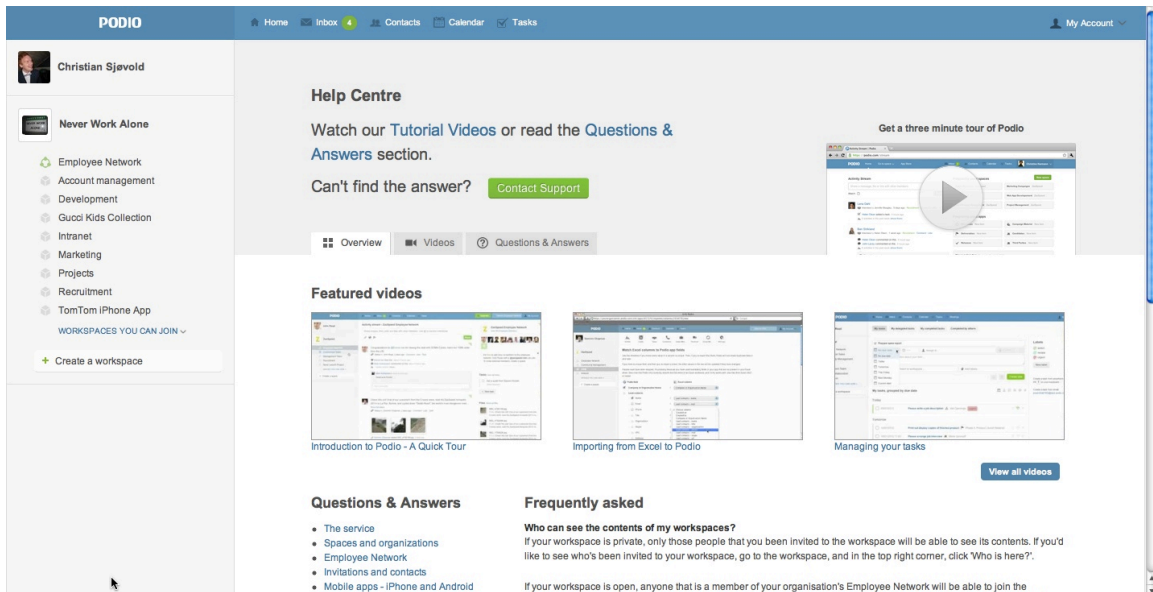 PODIO
Home Inbox 4 Contacts Calendar Tasks
My Account
Christian Sjøvold
Never Work Alone
Employee Network
Account management
Development
Gucci Kids Collection
Intranet
Marketing
Projects
Recruitment
TomTom iPhone App
WORKSPACES YOU CAN JOIN
+ Create a workspace
Help Centre
Watch our Tutorial Videos or read the Questions &
Answers section.
Can't find the answer? Contact Support
Get a three minute tour of Podio
Overview Videos Questions & Answers
Featured videos
Introduction to Podio - A Quick Tour
Importing from Excel to Podio
Managing your tasks
View all videos
Questions & Answers
• The service
• Spaces and organizations
• Employee Network
• Invitations and contacts
• Mobile apps - iPhone and Android
Frequently asked
Who can see the contents of my workspaces?
If your workspace is private, only those people that you been invited to the workspace will be able to see its contents. If you'd
like to see who's been invited to your workspace, go to the workspace, and in the top right corner, click 'Who is here?'.
If your workspace is open, anyone that is a member of your organisation's Employee Network will be able to join the